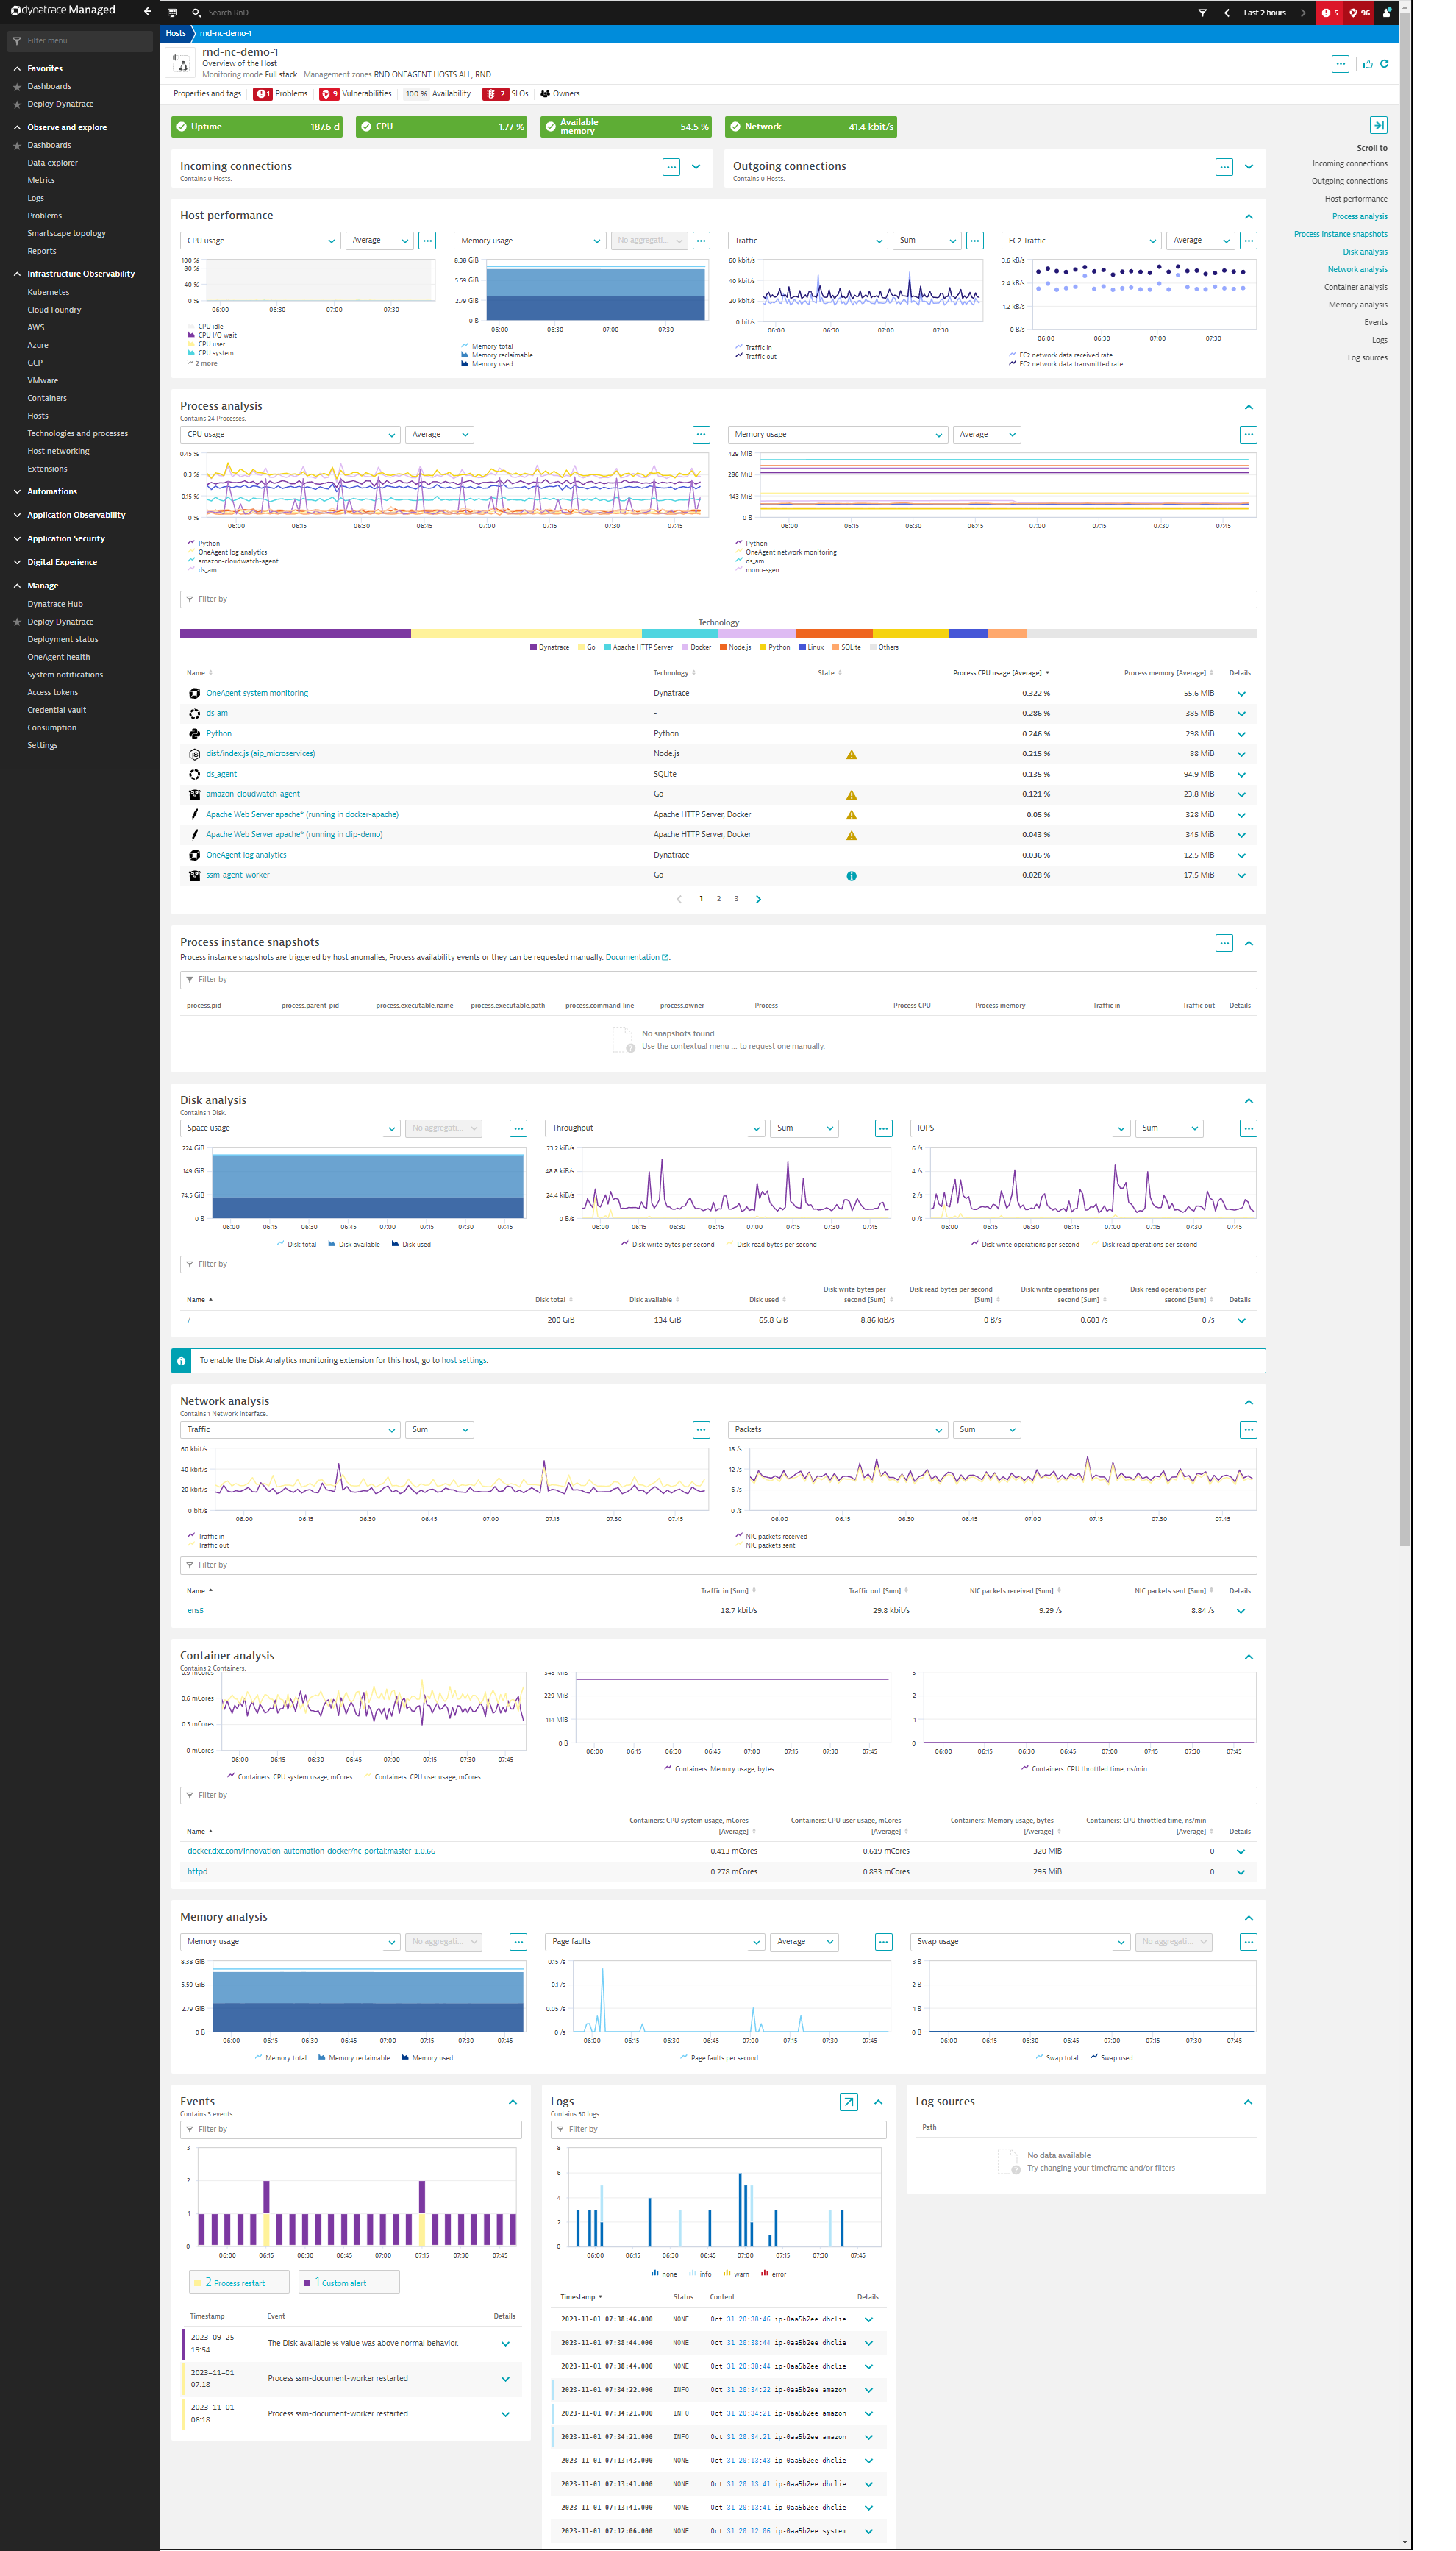 dynatrace Managed
Filter menu...
Favorites
Dashboards
Deploy Dynatrace
Observe and explore
Dashboards
Data explorer
Metrics
Logs
Problems
Smartscape topology
Reports
Infrastructure Observability
Kubernetes
Cloud Foundry
AWS
Azure
GCP
VMware
Containers
Hosts
Technologies and processes
Host networking
Extensions
Automations
Application Observability
Application Security
Digital Experience
Manage
Dynatrace Hub
Deploy Dynatrace
Deployment status
OneAgent health
System notifications
Access tokens
Credential vault
Consumption
Settings
Search RnD...
Last 2 hours
5
96
Hosts
rnd-nc-demo-1
rnd-nc-demo-1
Overview of the Host
Monitoring mode Full stack Management zones RND ONEAGENT HOSTS ALL, RND...
Properties and tags 1 Problems 9 Vulnerabilities 100 % Availability 2 SLOs Owners
Uptime 187.6 d
CPU 1.77 %
Available memory 54.5 %
Network 41.4 kbit/s
Scroll to
Incoming connections
Outgoing connections
Host performance
Process analysis
Process instance snapshots
Disk analysis
Network analysis
Container analysis
Memory analysis
Events
Logs
Log sources
Incoming connections
Contains 0 Hosts.
Outgoing connections
Contains 0 Hosts.
Host performance
CPU usage Average
100 %
80 %
40 %
0 %
06:00 06:30 07:00 07:30
CPU idle
CPU I/O wait
CPU user
CPU system
2 more
Memory usage No aggregati...
8.38 GiB
5.59 GiB
2.79 GiB
0 B
06:00 06:30 07:00 07:30
Memory total
Memory reclaimable
Memory used
Traffic Sum
60 kbit/s
40 kbit/s
20 kbit/s
0 bit/s
06:00 06:30 07:00 07:30
Traffic in
Traffic out
EC2 Traffic Average
3.6 kB/s
2.4 kB/s
1.2 kB/s
0 B/s
06:00 06:30 07:00 07:30
EC2 network data received rate
EC2 network data transmitted rate
Process analysis
Contains 24 Processes.
CPU usage Average
0.45 %
0.3 %
0.15 %
0 %
06:00 06:15 06:30 06:45 07:00 07:15 07:30 07:45
Python
OneAgent log analytics
amazon-cloudwatch-agent
ds_am
Memory usage Average
429 MiB
286 MiB
143 MiB
0 B
06:00 06:15 06:30 06:45 07:00 07:15 07:30 07:45
Python
OneAgent network monitoring
ds_am
mono-sgen
Filter by
Technology
Dynatrace Go Apache HTTP Server Docker Node.js Python Linux SQLite Others
Name Technology State Process CPU usage [Average] Process memory [Average] Details
OneAgent system monitoring Dynatrace 0.322 % 55.6 MiB
ds_am - 0.286 % 385 MiB
Python Python 0.246 % 298 MiB
dist/index.js (aip_microservices) Node.js 0.215 % 88 MiB
ds_agent SQLite 0.135 % 94.9 MiB
amazon-cloudwatch-agent Go 0.121 % 23.8 MiB
Apache Web Server apache* (running in docker-apache) Apache HTTP Server, Docker 0.05 % 328 MiB
Apache Web Server apache* (running in clip-demo) Apache HTTP Server, Docker 0.043 % 345 MiB
OneAgent log analytics Dynatrace 0.036 % 12.5 MiB
ssm-agent-worker Go 0.028 % 17.5 MiB
1 2 3
Process instance snapshots
Process instance snapshots are triggered by host anomalies, Process availability events or they can be requested manually. Documentation.
Filter by
process.pid process.parent_pid process.executable.name process.executable.path process.command_line process.owner Process Process CPU Process memory Traffic in Traffic out Details
No snapshots found
Use the contextual menu ... to request one manually.
Disk analysis
Contains 1 Disk.
Space usage No aggregati...
224 GiB
149 GiB
74.5 GiB
0 B
06:00 06:15 06:30 06:45 07:00 07:15 07:30 07:45
Disk total Disk available Disk used
Throughput Sum
73.2 kiB/s
48.8 kiB/s
24.4 kiB/s
0 B/s
06:00 06:15 06:30 06:45 07:00 07:15 07:30 07:45
Disk write bytes per second Disk read bytes per second
IOPS Sum
6 /s
4 /s
2 /s
0 /s
06:00 06:15 06:30 06:45 07:00 07:15 07:30 07:45
Disk write operations per second Disk read operations per second
Filter by
Name Disk total Disk available Disk used Disk write bytes per second [Sum] Disk read bytes per second [Sum] Disk write operations per second [Sum] Disk read operations per second [Sum] Details
/ 200 GiB 134 GiB 65.8 GiB 8.86 kiB/s 0 B/s 0.603 /s 0 /s
To enable the Disk Analytics monitoring extension for this host, go to host settings.
Network analysis
Contains 1 Network Interface.
Traffic Sum
60 kbit/s
40 kbit/s
20 kbit/s
0 bit/s
06:00 06:15 06:30 06:45 07:00 07:15 07:30 07:45
Traffic in
Traffic out
Packets Sum
18 /s
12 /s
6 /s
0 /s
06:00 06:15 06:30 06:45 07:00 07:15 07:30 07:45
NIC packets received
NIC packets sent
Filter by
Name Traffic in [Sum] Traffic out [Sum] NIC packets received [Sum] NIC packets sent [Sum] Details
ens5 18.7 kbit/s 29.8 kbit/s 9.29 /s 8.84 /s
Container analysis
Contains 2 Containers.
0.9 mCores
0.6 mCores
0.3 mCores
0 mCores
06:00 06:15 06:30 06:45 07:00 07:15 07:30 07:45
Containers: CPU system usage, mCores Containers: CPU user usage, mCores
343 MiB
229 MiB
114 MiB
0 B
06:00 06:15 06:30 06:45 07:00 07:15 07:30 07:45
Containers: Memory usage, bytes
3
2
1
0
06:00 06:15 06:30 06:45 07:00 07:15 07:30 07:45
Containers: CPU throttled time, ns/min
Filter by
Name Containers: CPU system usage, mCores [Average] Containers: CPU user usage, mCores [Average] Containers: Memory usage, bytes [Average] Containers: CPU throttled time, ns/min [Average] Details
docker.dxc.com/innovation-automation-docker/nc-portal:master-1.0.66 0.413 mCores 0.619 mCores 320 MiB 0
httpd 0.278 mCores 0.833 mCores 295 MiB 0
Memory analysis
Memory usage No aggregati...
8.38 GiB
5.59 GiB
2.79 GiB
0 B
06:00 06:15 06:30 06:45 07:00 07:15 07:30 07:45
Memory total Memory reclaimable Memory used
Page faults Average
0.15 /s
0.1 /s
0.05 /s
0 /s
06:00 06:15 06:30 06:45 07:00 07:15 07:30 07:45
Page faults per second
Swap usage No aggregati...
3 B
2 B
1 B
0 B
06:00 06:15 06:30 06:45 07:00 07:15 07:30 07:45
Swap total Swap used
Events
Contains 3 events.
Filter by
3
2
1
0
06:00 06:15 06:30 06:45 07:00 07:15 07:30 07:45
2 Process restart
1 Custom alert
Timestamp Event Details
2023-09-25 19:54 The Disk available % value was above normal behavior.
2023-11-01 07:18 Process ssm-document-worker restarted
2023-11-01 06:18 Process ssm-document-worker restarted
Logs
Contains 50 logs.
Filter by
8
6
4
2
0
06:00 06:15 06:30 06:45 07:00 07:15 07:30 07:45
none info warn error
Timestamp Status Content Details
2023-11-01 07:38:46.000 NONE Oct 31 20:38:46 ip-0aa5b2ee dhclie
2023-11-01 07:38:44.000 NONE Oct 31 20:38:44 ip-0aa5b2ee dhclie
2023-11-01 07:38:44.000 NONE Oct 31 20:38:44 ip-0aa5b2ee dhclie
2023-11-01 07:34:22.000 INFO Oct 31 20:34:22 ip-0aa5b2ee amazon
2023-11-01 07:34:21.000 INFO Oct 31 20:34:21 ip-0aa5b2ee amazon
2023-11-01 07:34:21.000 INFO Oct 31 20:34:21 ip-0aa5b2ee amazon
2023-11-01 07:13:43.000 NONE Oct 31 20:13:43 ip-0aa5b2ee dhclie
2023-11-01 07:13:41.000 NONE Oct 31 20:13:41 ip-0aa5b2ee dhclie
2023-11-01 07:13:41.000 NONE Oct 31 20:13:41 ip-0aa5b2ee dhclie
2023-11-01 07:12:06.000 NONE Oct 31 20:12:06 ip-0aa5b2ee system
Log sources
Path
No data available
Try changing your timeframe and/or filters